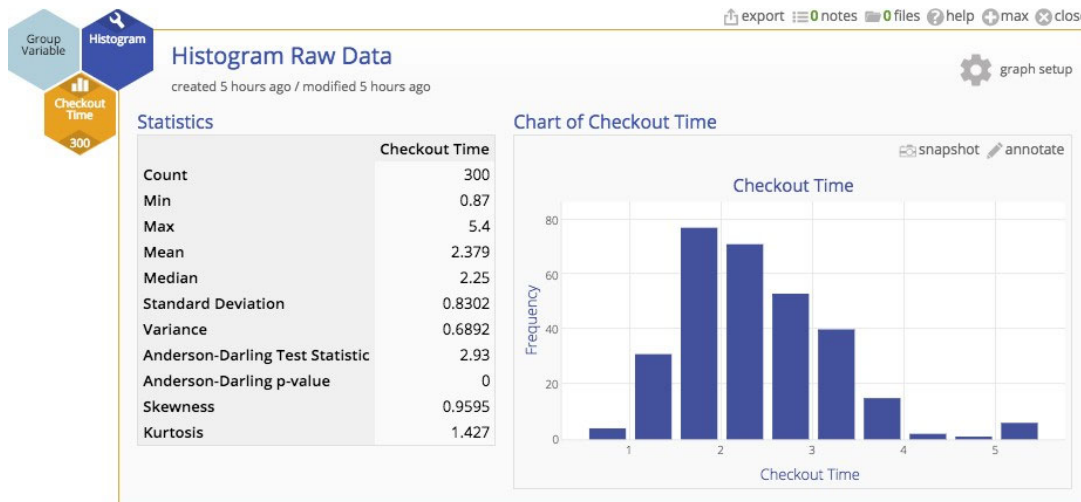 export 0 notes 0 files help max close
Group
Variable
Histogram
Checkout
Time
300
Histogram Raw Data
created 5 hours ago / modified 5 hours ago
graph setup
Statistics
Checkout Time
Count 300
Min 0.87
Max 5.4
Mean 2.379
Median 2.25
Standard Deviation 0.8302
Variance 0.6892
Anderson-Darling Test Statistic 2.93
Anderson-Darling p-value 0
Skewness 0.9595
Kurtosis 1.427
Chart of Checkout Time
snapshot annotate
Checkout Time
Frequency
80
60
40
20
0
1 2 3 4 5
Checkout Time